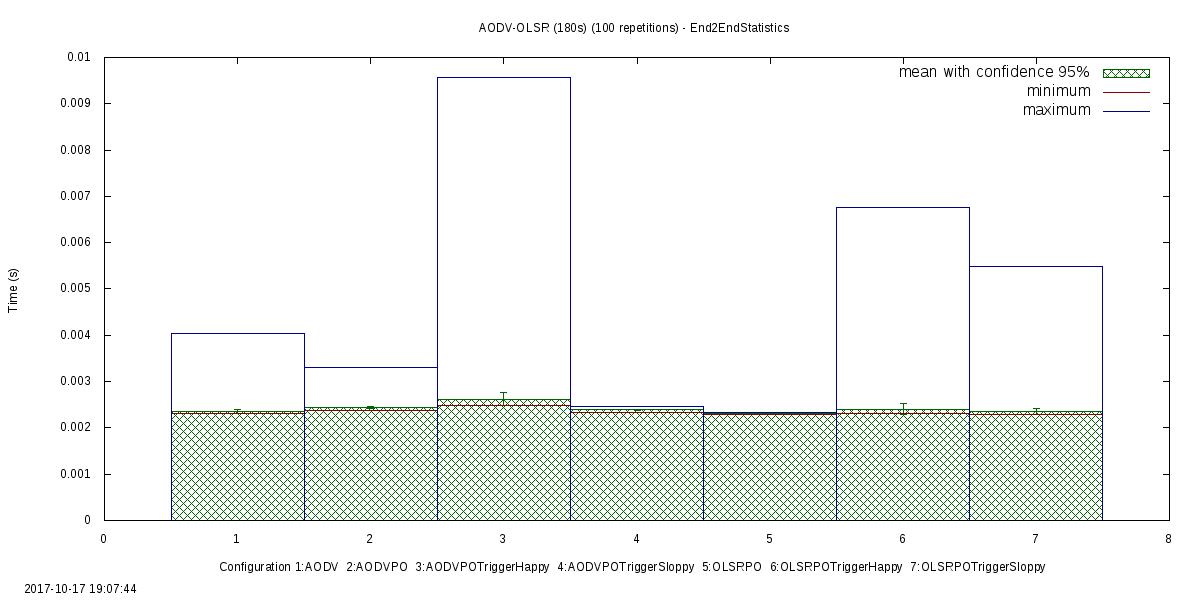 AODV-OLSR (180s) (100 repetitions) - End2EndStatistics
0.01
mean with confidence 95%
minimum
maximum
0.009
0.008
0.007
0.006
0.005
0.004
0.003
0.002
0.001
0
Time (s)
0 1 2 3 4 5 6 7 8
Configuration 1:AODV 2:AODVPO 3:AODVPOTriggerHappy 4:AODVPOTriggerSloppy 5:OLSRPO 6:OLSRPOTriggerHappy 7:OLSRPOTriggerSloppy
2017-10-17 19:07:44